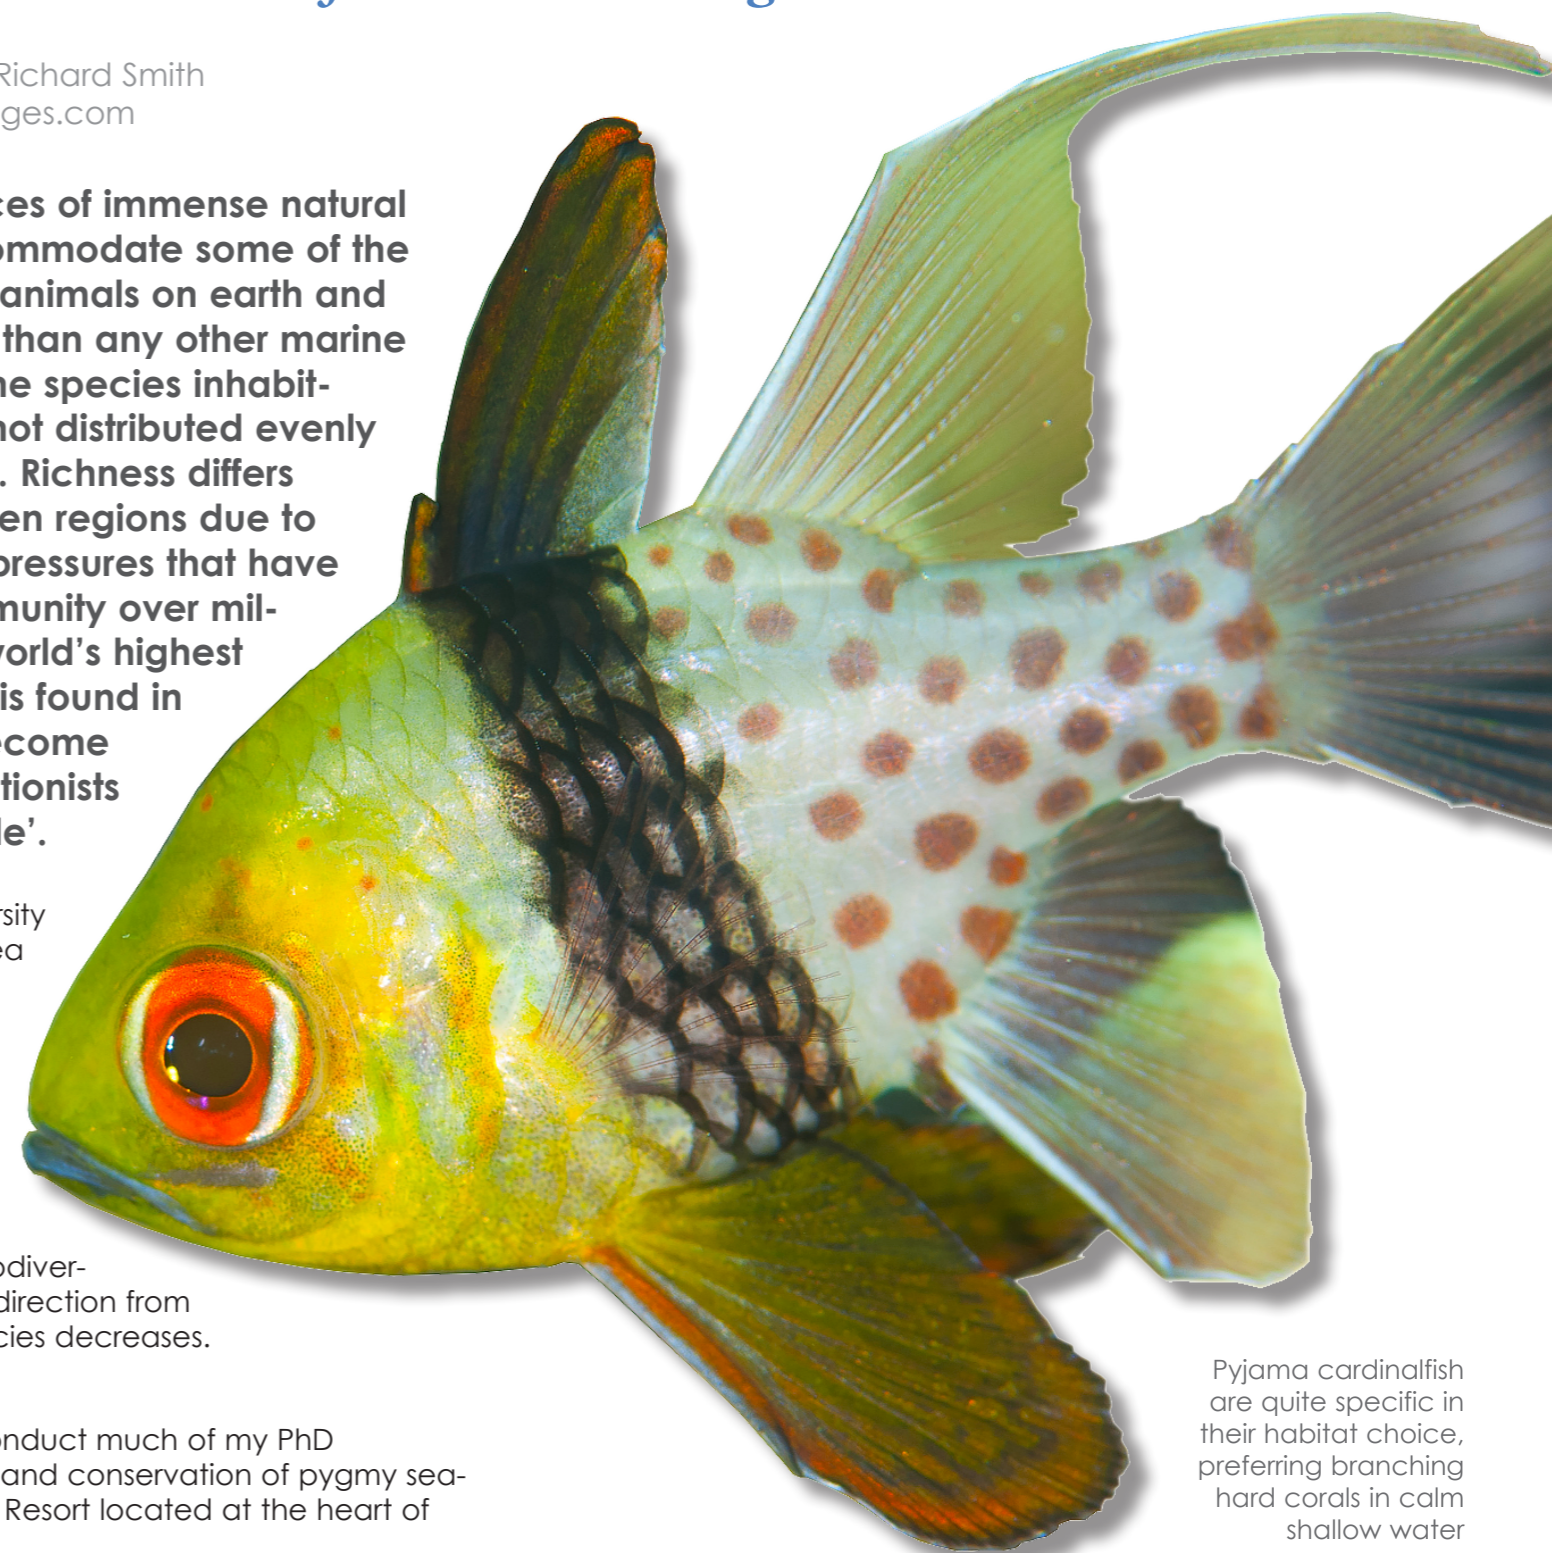 Richard Smith
ges.com
ces of immense natural
ommodate some of the
animals on earth and
than any other marine
ne species inhabit-
not distributed evenly
. Richness differs
en regions due to
pressures that have
munity over mil-
world’s highest
is found in
ecome
tionists
le’.
rsity
ea
odiver-
direction from
cies decreases.
onduct much of my PhD
and conservation of pygmy sea-
Resort located at the heart of
Pyjama cardinalfish
are quite specific in
their habitat choice,
preferring branching
hard corals in calm
shallow water